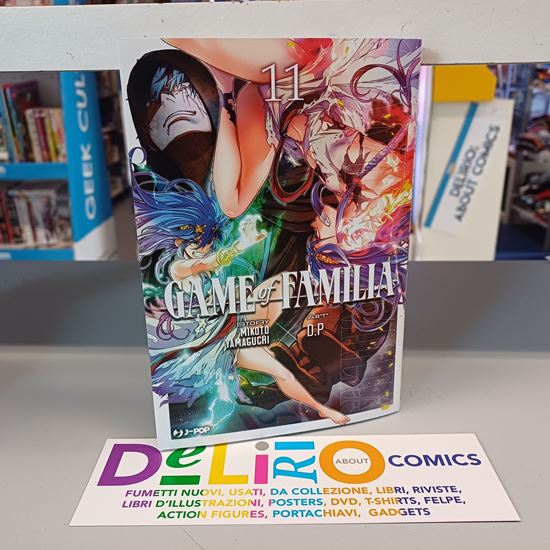 11
GAME of FAMILIA
STORY
MIKOTO
YAMAGUCHI
ART
O.P
J-POP
GEEK CUL
DELIRIO:
ABOUT COMICS
DeLiRiO ABOUT COMICS
FUMETTI NUOVI, USATI, DA COLLEZIONE, LIBRI, RIVISTE,
LIBRI D'ILLUSTRAZIONI, POSTERS, DVD, T-SHIRTS, FELPE,
ACTION FIGURES, PORTACHIAVI, GADGETS